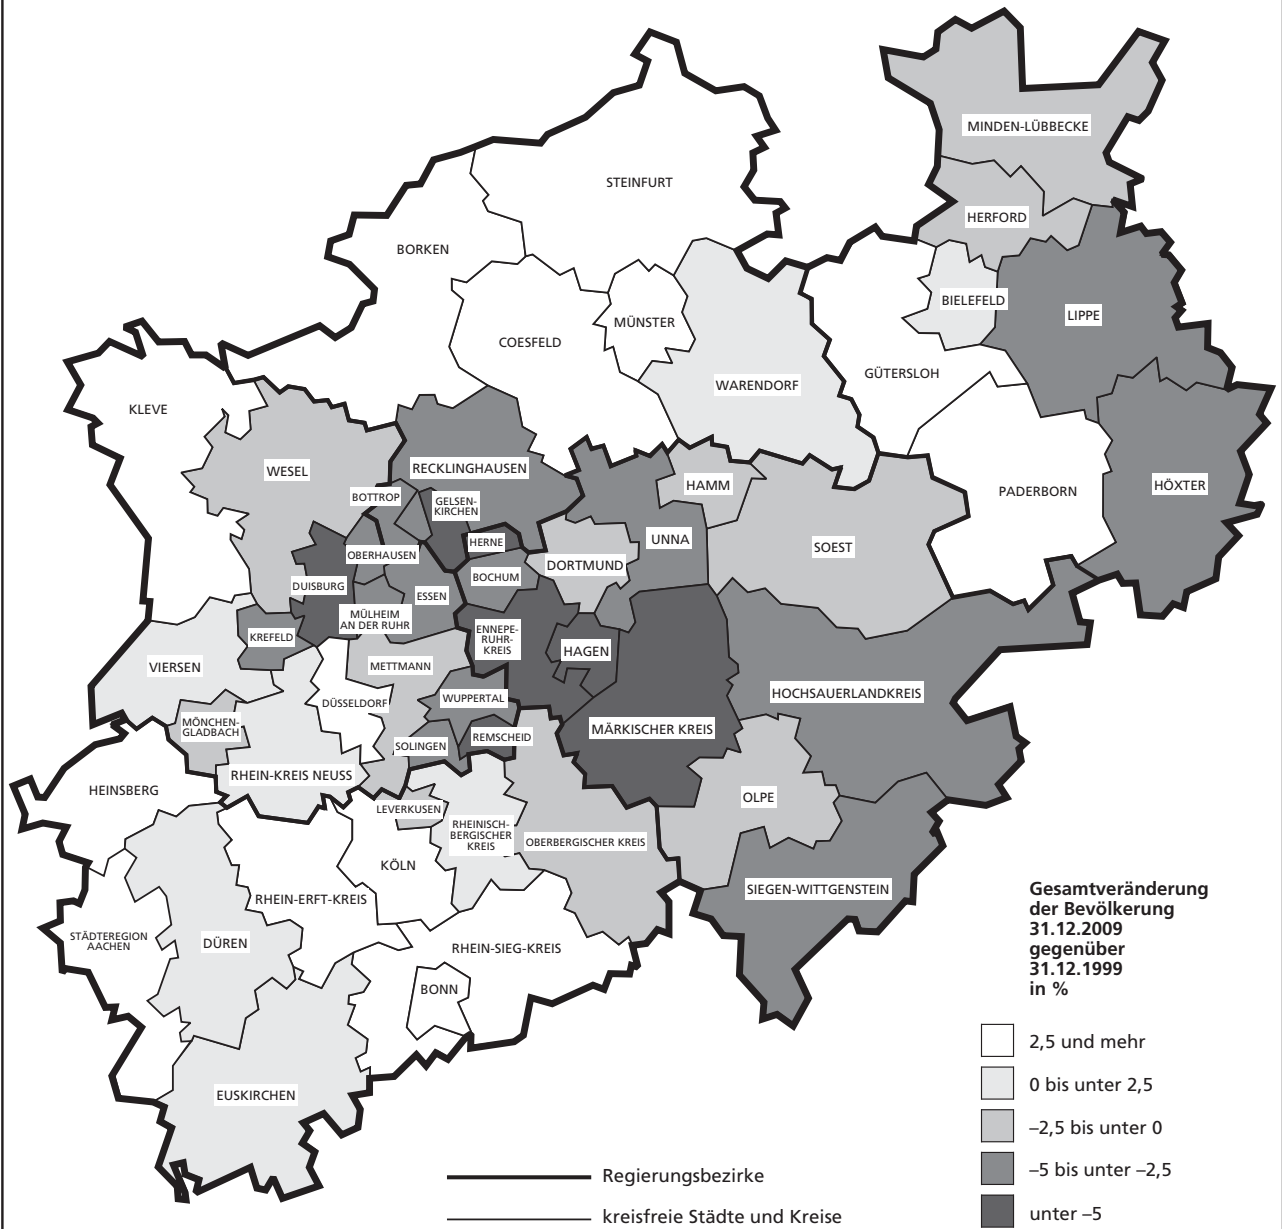 MINDEN-LÜBBECKE
STEINFURT
HERFORD
BORKEN
BIELEFELD
LIPPE
MÜNSTER
COESFELD
GÜTERSLOH
WARENDORF
KLEVE
WESEL
RECKLINGHAUSEN
HAMM
PADERBORN
HÖXTER
BOTTROP
GELSEN-
KIRCHEN
HERNE
UNNA
SOEST
OBERHAUSEN
DORTMUND
BOCHUM
DUISBURG
ESSEN
MÜLHEIM
AN DER RUHR
KREFELD
ENNEPE-
RUHR-
KREIS
HAGEN
VIERSEN
METTMANN
HOCHSAUERLANDKREIS
WUPPERTAL
DÜSSELDORF
MÖNCHEN-
GLADBACH
MÄRKISCHER KREIS
REMSCHEID
SOLINGEN
RHEIN-KREIS NEUSS
HEINSBERG
OLPE
LEVERKUSEN
RHEINISCH-
BERGISCHER
KREIS
OBERBERGISCHER KREIS
KÖLN
SIEGEN-WITTGENSTEIN
RHEIN-ERFT-KREIS
STÄDTEREGION
AACHEN
DÜREN
RHEIN-SIEG-KREIS
BONN
EUSKIRCHEN
Gesamtveränderung
der Bevölkerung
31.12.2009
gegenüber
31.12.1999
in %
2,5 und mehr
0 bis unter 2,5
–2,5 bis unter 0
–5 bis unter –2,5
unter –5
Regierungsbezirke
kreisfreie Städte und Kreise